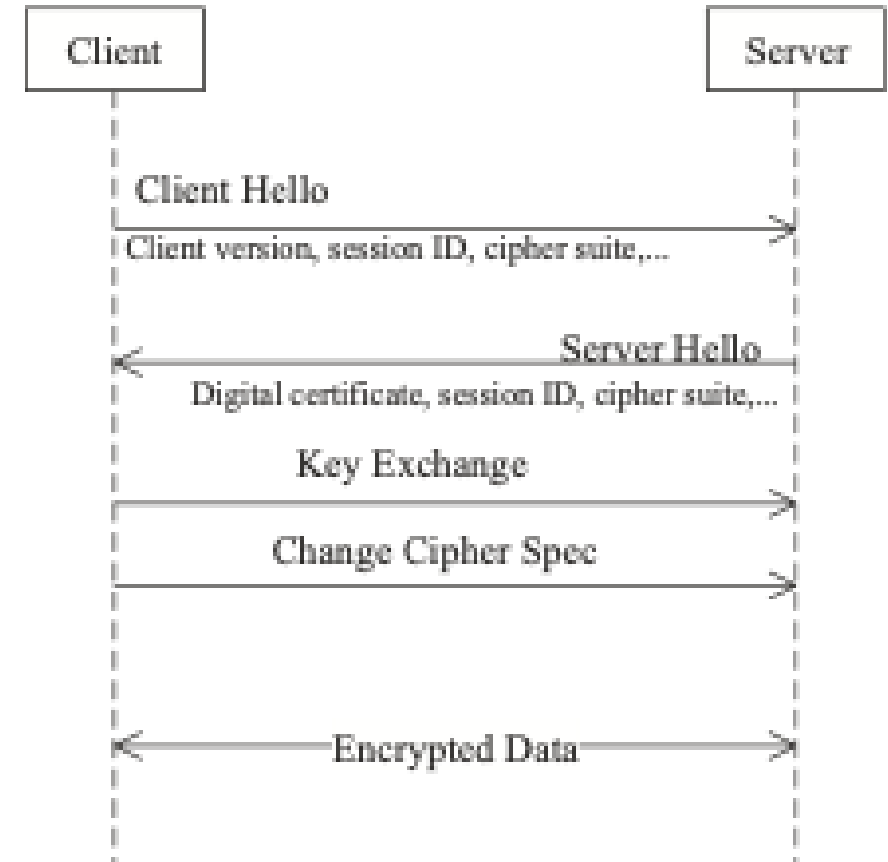 Client
Server
Client Hello
Client version, session ID, cipher suite,...
Server Hello
Digital certificate, session ID, cipher suite,...
Key Exchange
Change Cipher Spec
Encrypted Data